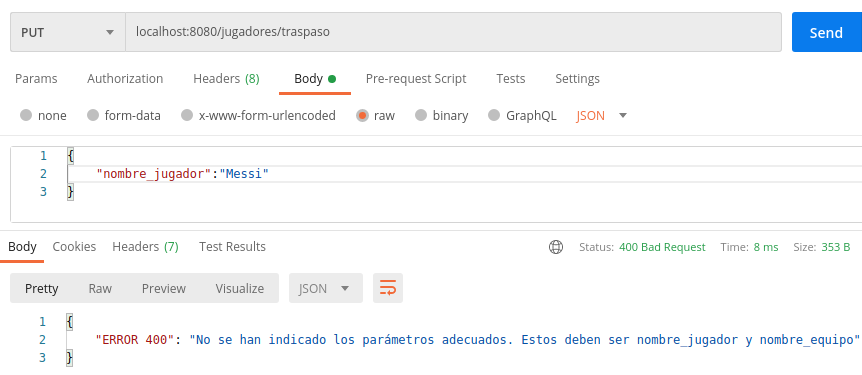 PUT localhost:8080/jugadores/traspaso Send
Params Authorization Headers (8) Body Pre-request Script Tests Settings
none form-data x-www-form-urlencoded raw binary GraphQL JSON
1 {
2 "nombre_jugador":"Messi"
3 }
Body Cookies Headers (7) Test Results Status: 400 Bad Request Time: 8 ms Size: 353 B
Pretty Raw Preview Visualize JSON
1 {
2 "ERROR 400": "No se han indicado los parámetros adecuados. Estos deben ser nombre_jugador y nombre_equipo"
3 }